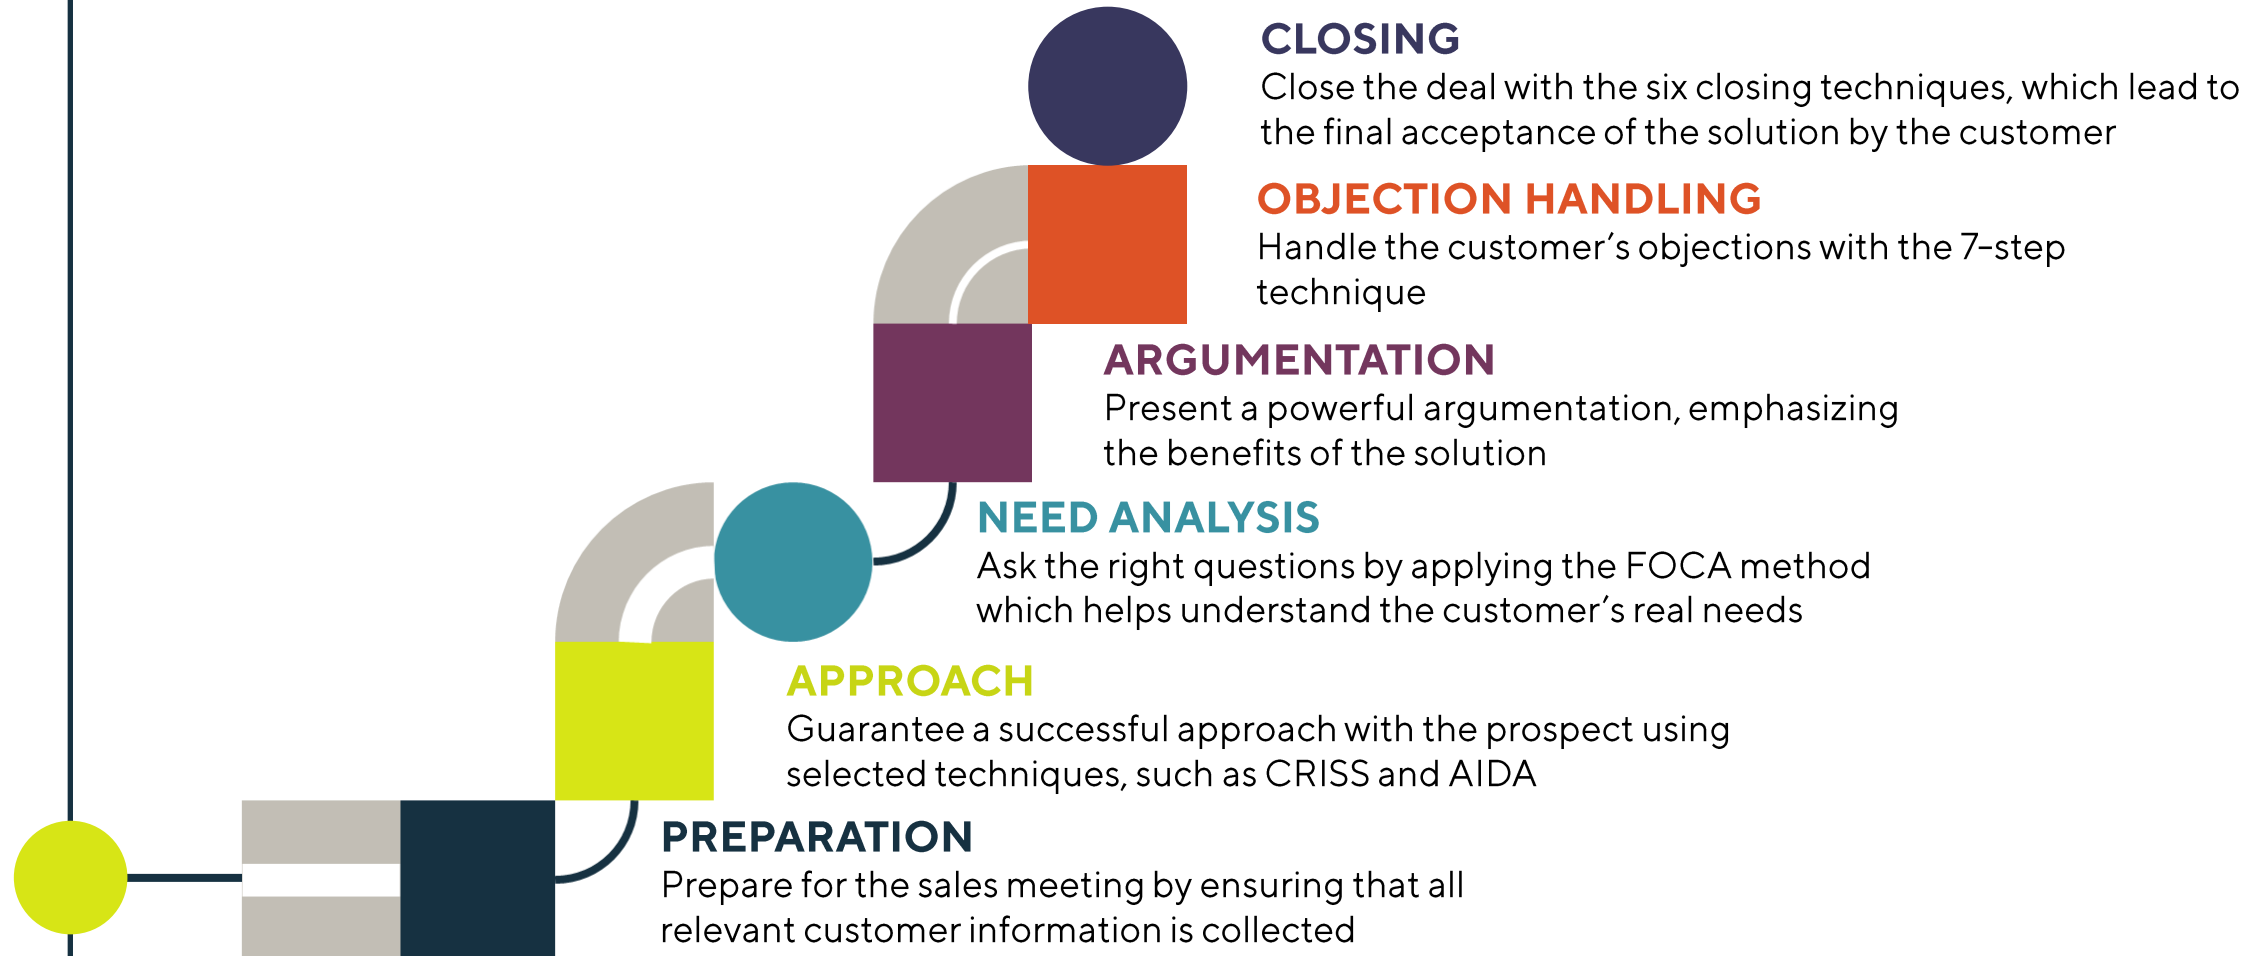 CLOSING
Close the deal with the six closing techniques, which lead to
the final acceptance of the solution by the customer
OBJECTION HANDLING
Handle the customer’s objections with the 7-step
technique
ARGUMENTATION
Present a powerful argumentation, emphasizing
the benefits of the solution
NEED ANALYSIS
Ask the right questions by applying the FOCA method
which helps understand the customer’s real needs
APPROACH
Guarantee a successful approach with the prospect using
selected techniques, such as CRISS and AIDA
PREPARATION
Prepare for the sales meeting by ensuring that all
relevant customer information is collected